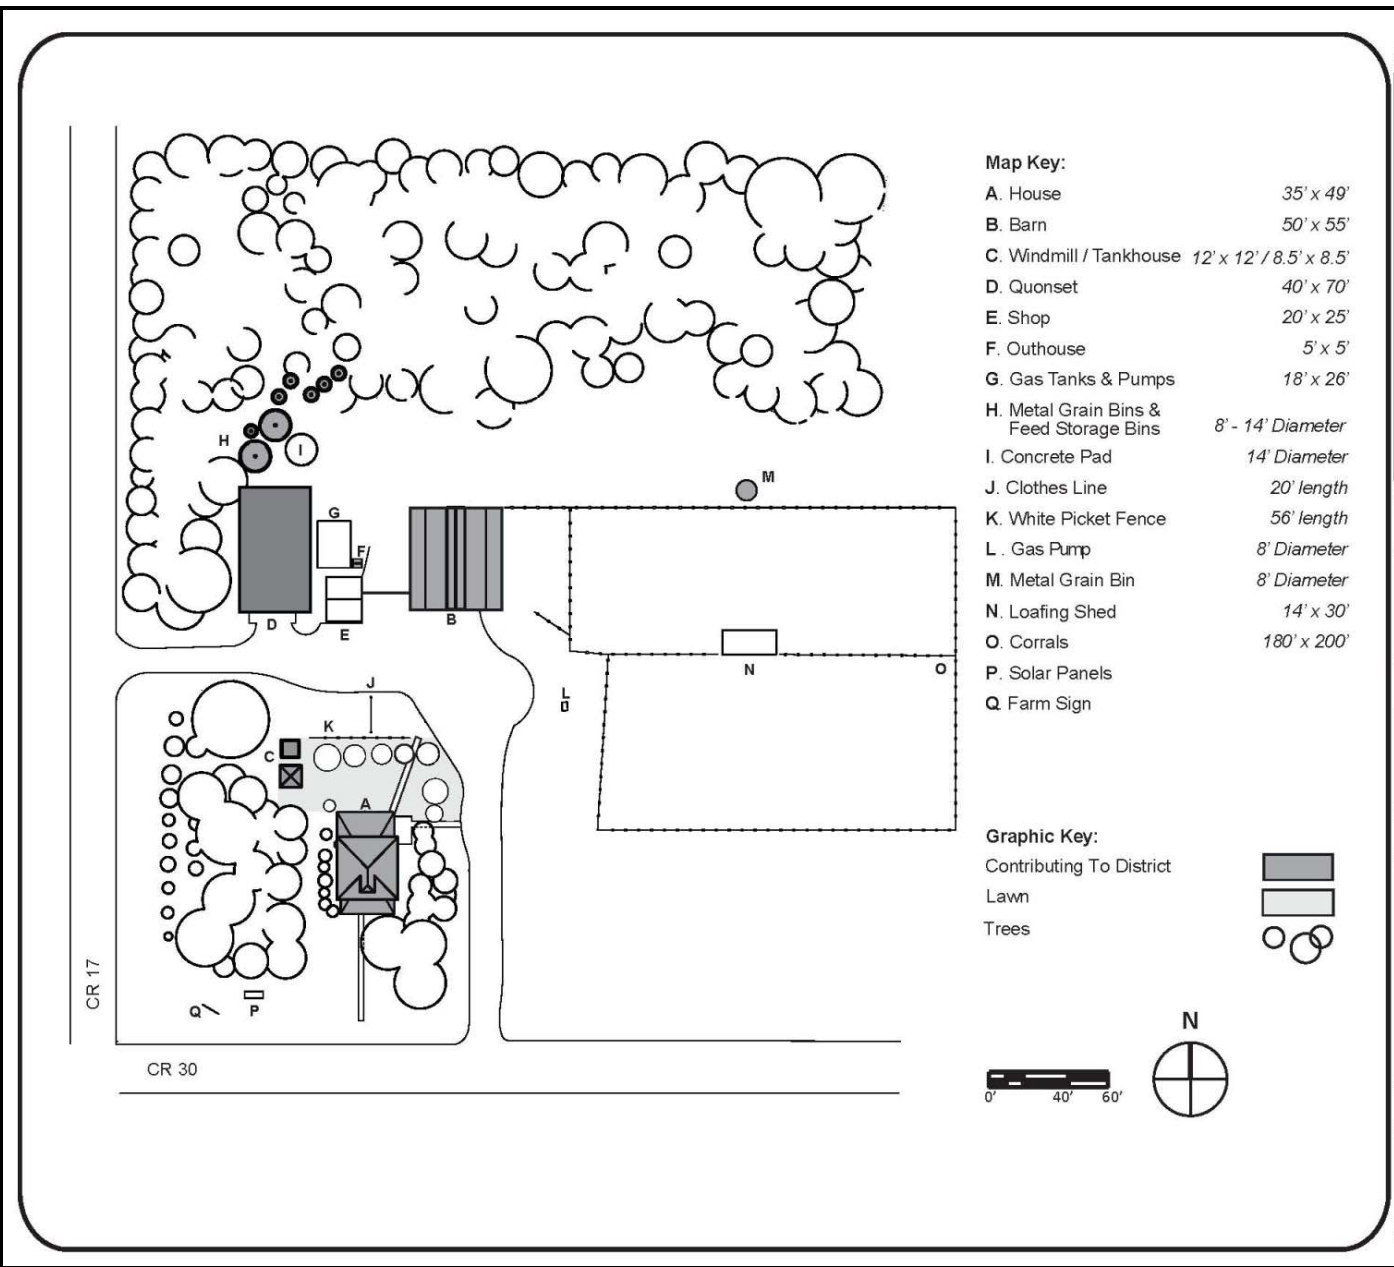 Map Key:
A. House 35' x 49'
B. Barn 50' x 55'
C. Windmill / Tankhouse 12' x 12' / 8.5' x 8.5'
D. Quonset 40' x 70'
E. Shop 20' x 25'
F. Outhouse 5' x 5'
G. Gas Tanks & Pumps 18' x 26'
H. Metal Grain Bins &
Feed Storage Bins 8' - 14' Diameter
I. Concrete Pad 14' Diameter
J. Clothes Line 20' length
K. White Picket Fence 56' length
L . Gas Pump 8' Diameter
M. Metal Grain Bin 8' Diameter
N. Loafing Shed 14' x 30'
O. Corrals 180' x 200'
P. Solar Panels
Q. Farm Sign
Graphic Key:
Contributing To District
Lawn
Trees
N
0' 40' 60'
H
I
M
G
F
D
E
B
N
O
J
L
K
C
A
Q
P
CR 17
CR 30